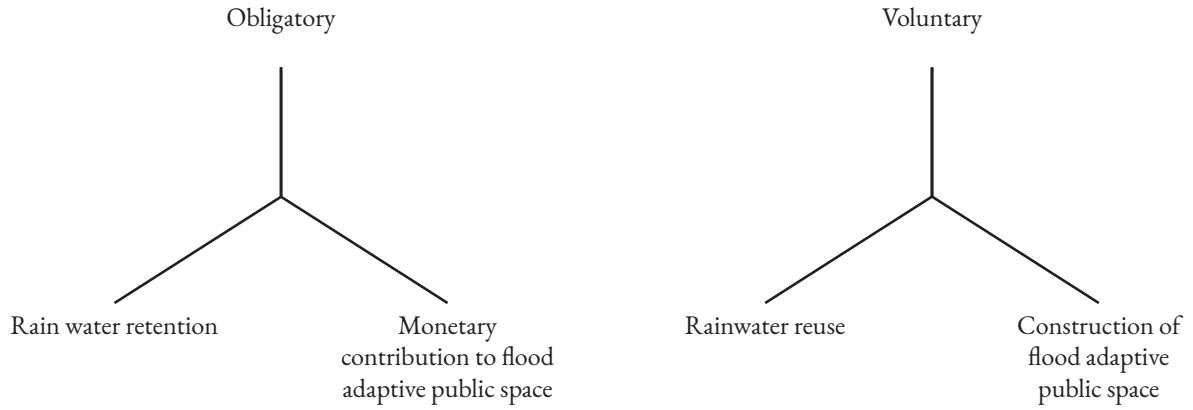 Obligatory
Rain water retention
Monetary
contribution to flood
adaptive public space
Voluntary
Rainwater reuse
Construction of
flood adaptive
public space